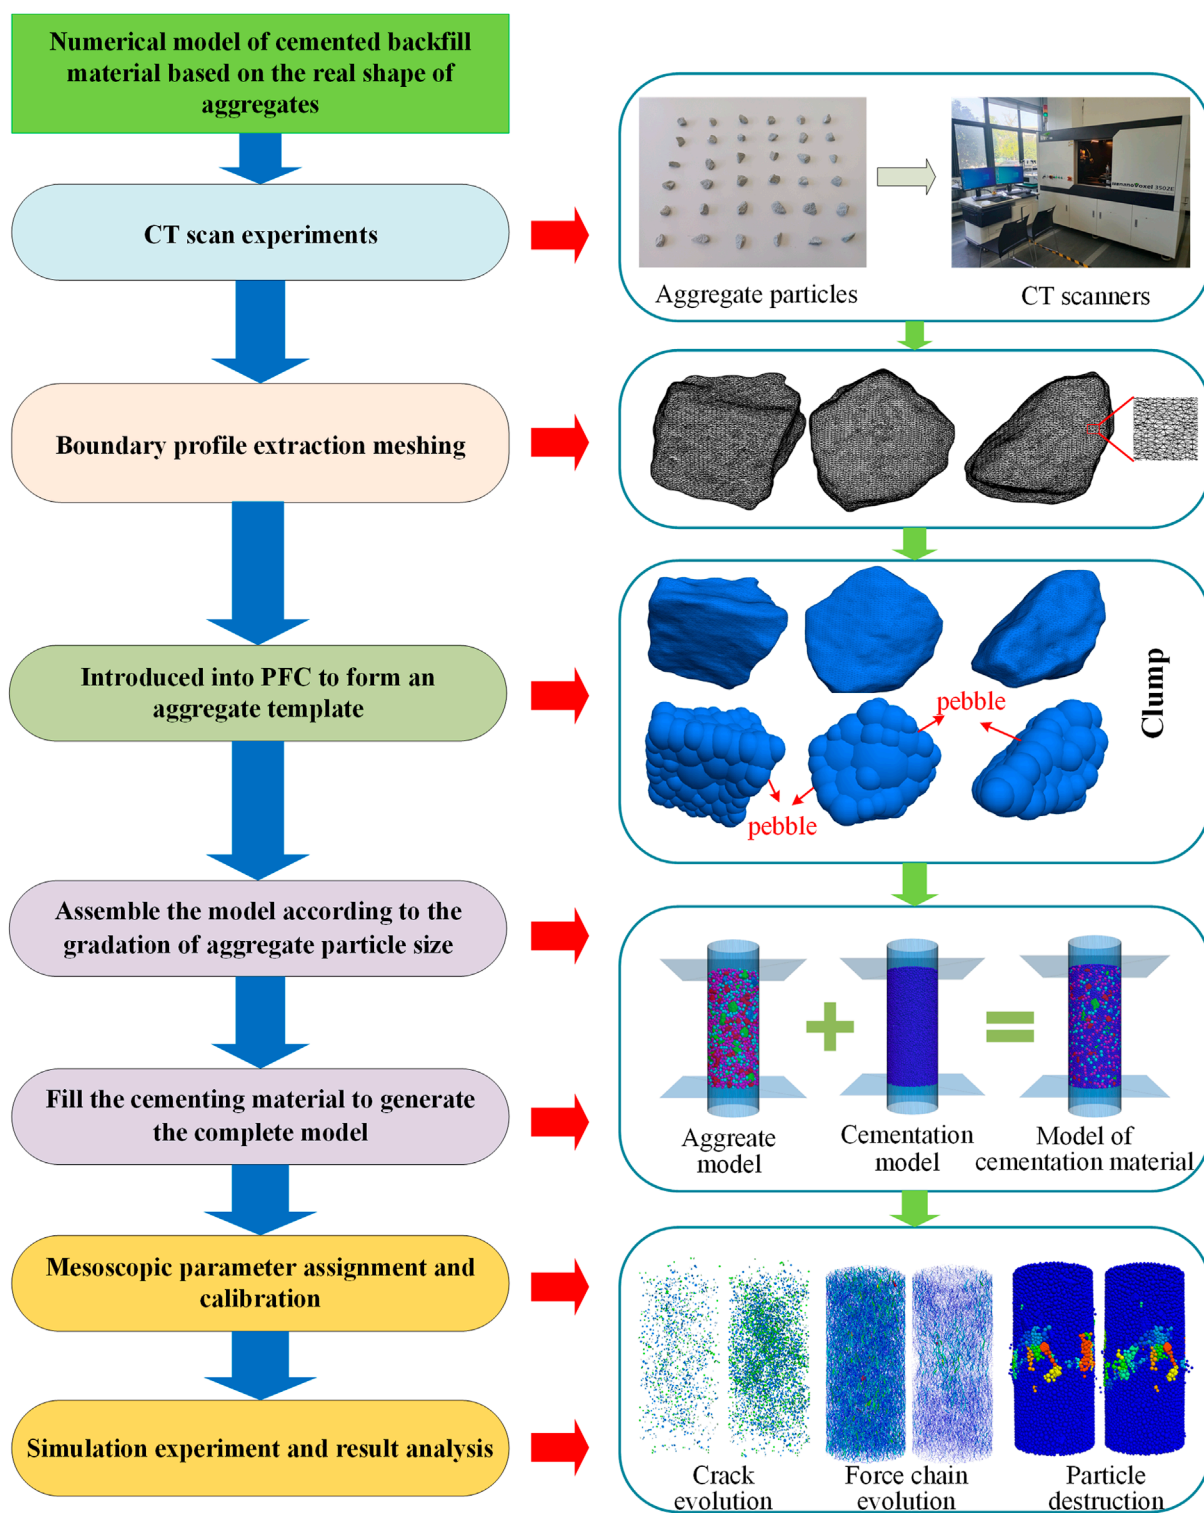 Numerical model of cemented backfill
material based on the real shape of
aggregates
CT scan experiments
Aggregate particles
CT scanners
Boundary profile extraction meshing
Introduced into PFC to form an
aggregate template
pebble
pebble
Clump
Assemble the model according to the
gradation of aggregate particle size
Fill the cementing material to generate
the complete model
Aggreate
model
Cementation
model
Model of
cementation material
Mesoscopic parameter assignment and
calibration
Simulation experiment and result analysis
Crack
evolution
Force chain
evolution
Particle
destruction